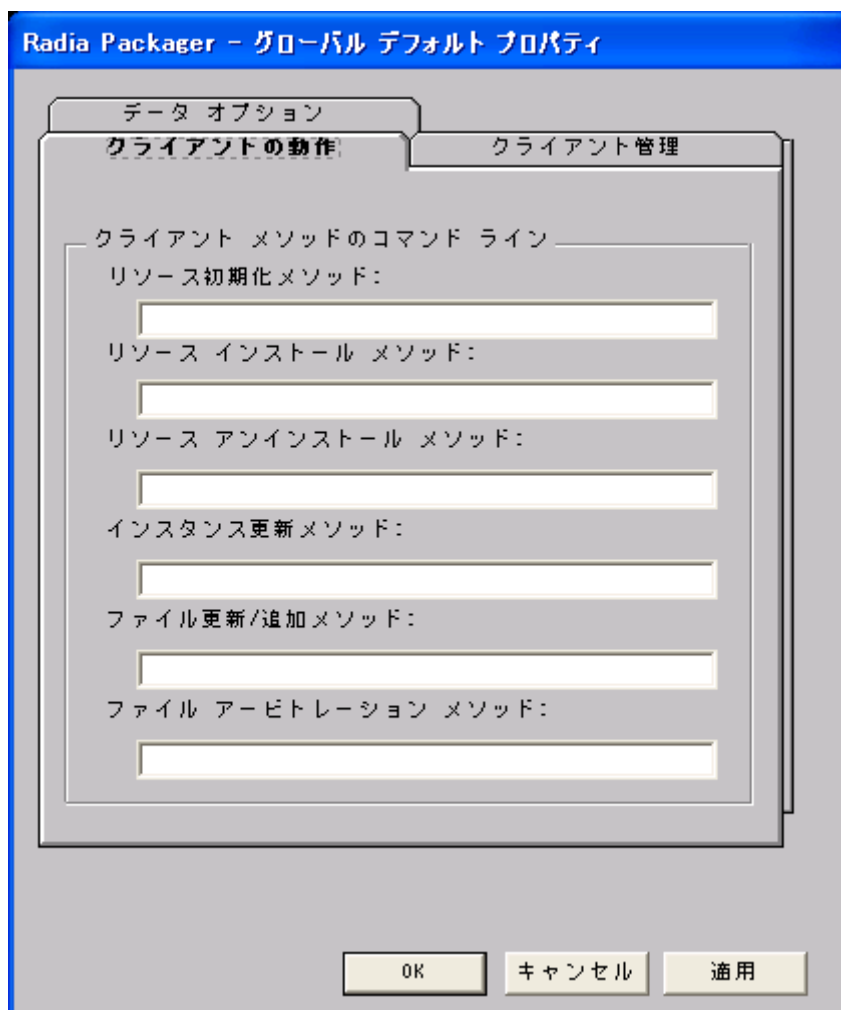 Radia Packager - グローバル デフォルト プロパティ
データ オプション
クライアントの動作
クライアント管理
クライアント メソッドのコマンド ライン
リソース初期化メソッド:
リソース インストール メソッド:
リソース アンインストール メソッド:
インスタンス更新メソッド:
ファイル更新/追加メソッド:
ファイル アービトレーション メソッド:
OK
キャンセル
適用